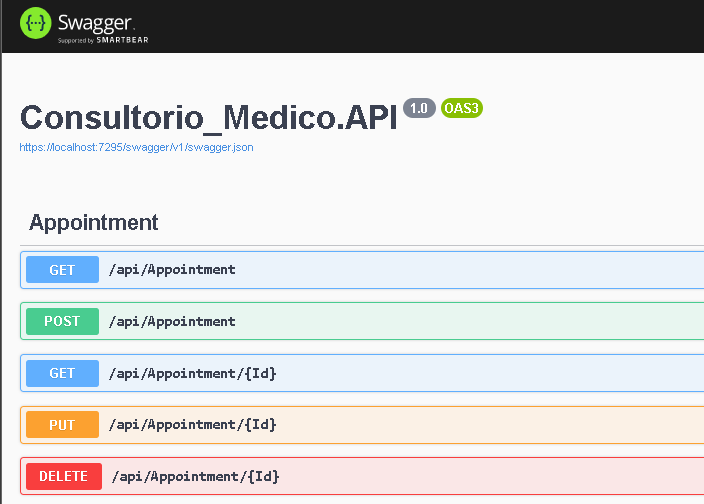 Swagger.
Supported by SMARTBEAR
Consultorio_Medico.API 1.0 OAS3
https://localhost:7295/swagger/v1/swagger.json
Appointment
GET /api/Appointment
POST /api/Appointment
GET /api/Appointment/{Id}
PUT /api/Appointment/{Id}
DELETE /api/Appointment/{Id}